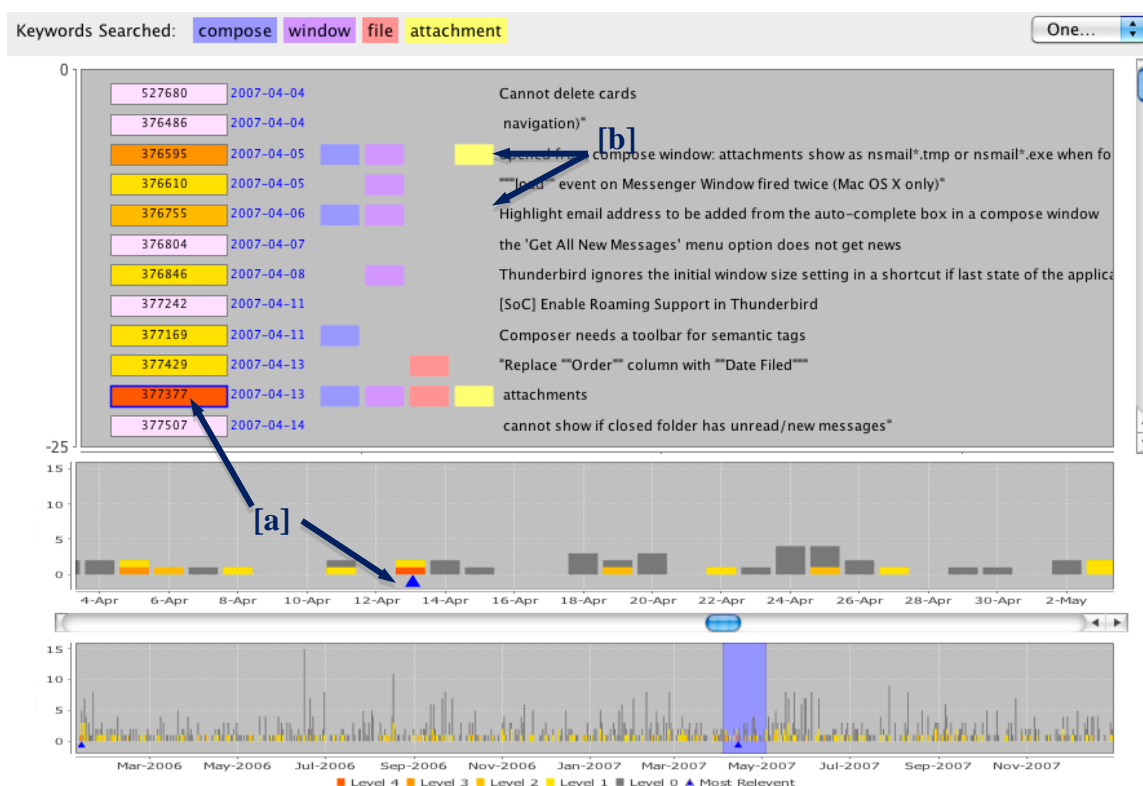 Keywords Searched: compose window file attachment One...
0
527680 2007-04-04 Cannot delete cards
376486 2007-04-04 navigation)"
[b]
376595 2007-04-05 opened from compose window: attachments show as nsmail*.tmp or nsmail*.exe when fo
376610 2007-04-05 """load"" event on Messenger Window fired twice (Mac OS X only)"
376755 2007-04-06 Highlight email address to be added from the auto-complete box in a compose window
376804 2007-04-07 the 'Get All New Messages' menu option does not get news
376846 2007-04-08 Thunderbird ignores the initial window size setting in a shortcut if last state of the applica
377242 2007-04-11 [SoC] Enable Roaming Support in Thunderbird
377169 2007-04-11 Composer needs a toolbar for semantic tags
377429 2007-04-13 "Replace ""Order"" column with ""Date Filed"""
377377 2007-04-13 attachments
377507 2007-04-14 cannot show if closed folder has unread/new messages"
-25
15
10
[a]
5
0
4-Apr 6-Apr 8-Apr 10-Apr 12-Apr 14-Apr 16-Apr 18-Apr 20-Apr 22-Apr 24-Apr 26-Apr 28-Apr 30-Apr 2-May
15
10
5
0
Mar-2006 May-2006 Jul-2006 Sep-2006 Nov-2006 Jan-2007 Mar-2007 May-2007 Jul-2007 Sep-2007 Nov-2007
Level 4 Level 3 Level 2 Level 1 Level 0 Most Relevent